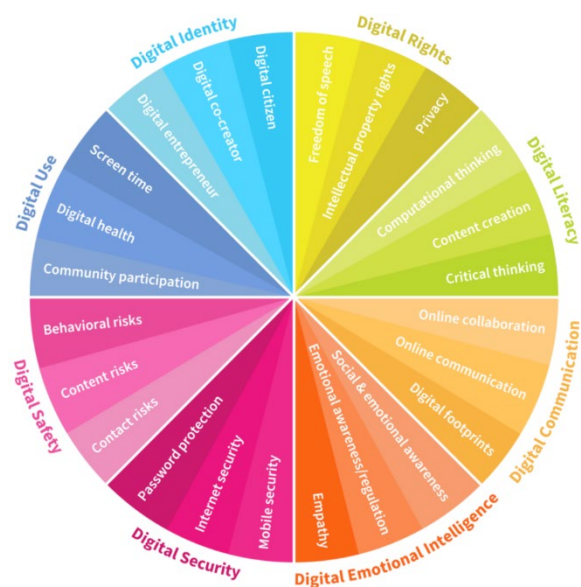 Digital Identity
Digital citizen
Digital co-creator
Digital entrepreneur
Digital Rights
Freedom of speech
Intellectual property rights
Privacy
Digital Literacy
Computational thinking
Content creation
Critical thinking
Digital Communication
Online collaboration
Online communication
Digital footprints
Digital Emotional Intelligence
Social & emotional awareness
Emotional awareness/regulation
Empathy
Digital Security
Mobile security
Internet security
Password protection
Digital Safety
Contact risks
Content risks
Behavioral risks
Digital Use
Community participation
Digital health
Screen time